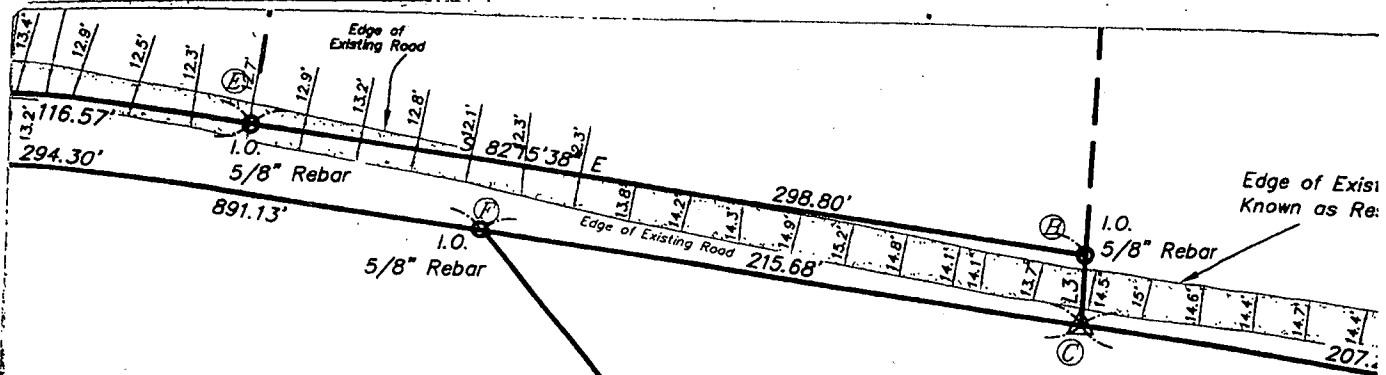 13.4'
12.9'
12.5'
12.3'
E
12.7'
12.9'
13.2'
12.8'
12.1'
12.3'
Edge of
Existing Road
13.2'
116.57'
I.O.
5/8" Rebar
S 82°15'38" E
294.30'
891.13'
F
I.O.
5/8" Rebar
13.8'
14.2'
14.3'
14.9'
15.2'
14.8'
14.1'
14.1'
13.7'
298.80'
Edge of Existing Road
215.68'
B
I.O.
5/8" Rebar
L3
C
14.5'
15'
14.6'
14.4'
14.7'
14.4'
Edge of Exist
Known as Res
207.2